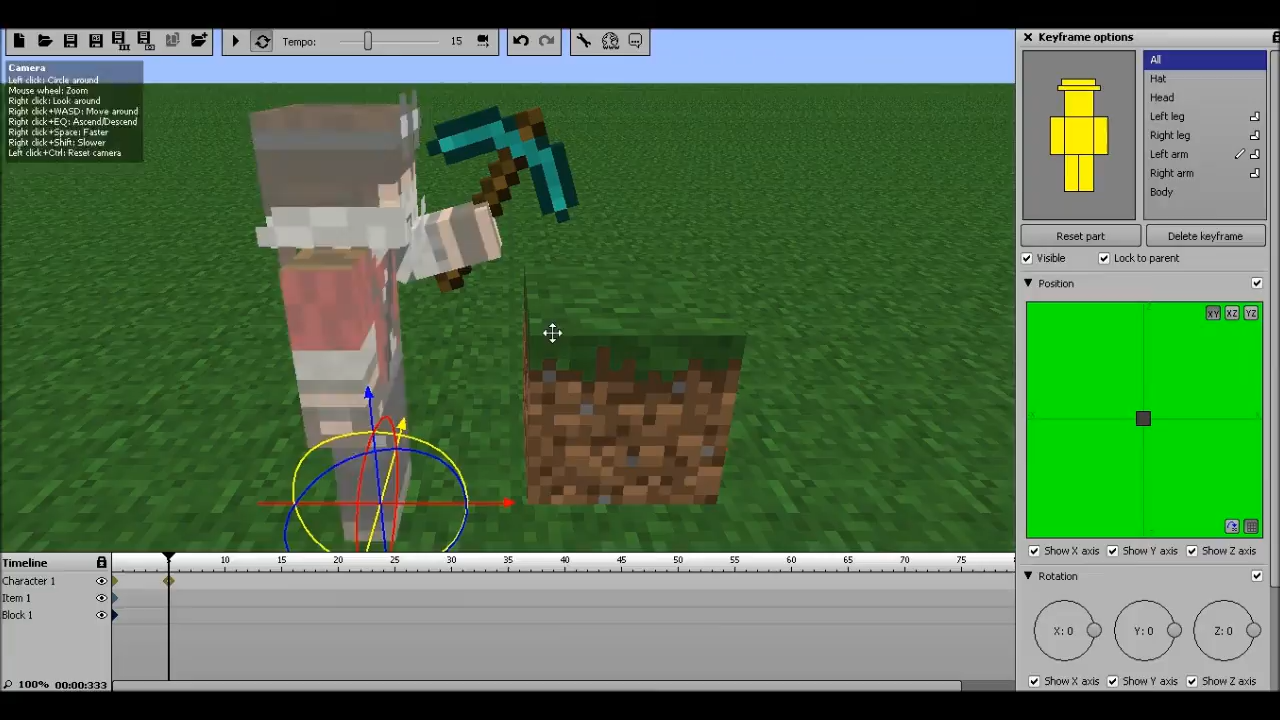 Tempo:
15
Camera
Left click: Circle around
Mouse wheel: Zoom
Right click: Look around
Right click+WASD: Move around
Right click+EQ: Ascend/Descend
Right click+Space: Faster
Right click+Shift: Slower
Left click+Ctrl: Reset camera
Keyframe options
All
Hat
Head
Left leg
Right leg
Left arm
Right arm
Body
Reset part
Delete keyframe
Visible
Lock to parent
Position
XY XZ YZ
Show X axis
Show Y axis
Show Z axis
Rotation
X: 0
Y: 0
Z: 0
Show X axis
Show Y axis
Show Z axis
Timeline
10 15 20 25 30 35 40 45 50 55 60 65 70 75
Character 1
Item 1
Block 1
100% 00:00:333